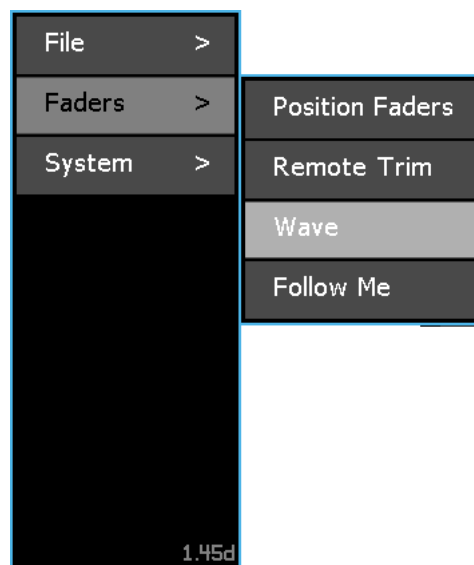 File >
Faders >
System >
Position Faders
Remote Trim
Wave
Follow Me
1.45d